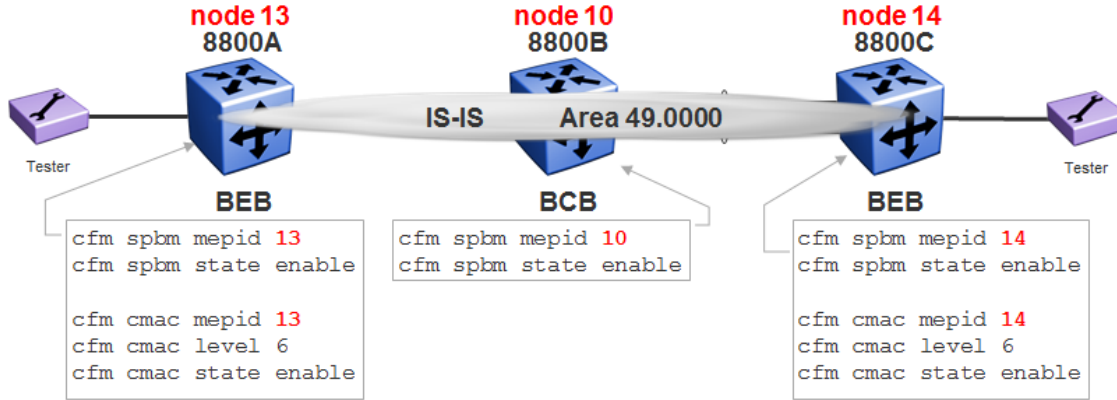 node 13
8800A
node 10
8800B
node 14
8800C
IS-IS Area 49.0000
Tester
Tester
BEB
BCB
BEB
cfm spbm mepid 13
cfm spbm state enable
cfm cmac mepid 13
cfm cmac level 6
cfm cmac state enable
cfm spbm mepid 10
cfm spbm state enable
cfm spbm mepid 14
cfm spbm state enable
cfm cmac mepid 14
cfm cmac level 6
cfm cmac state enable